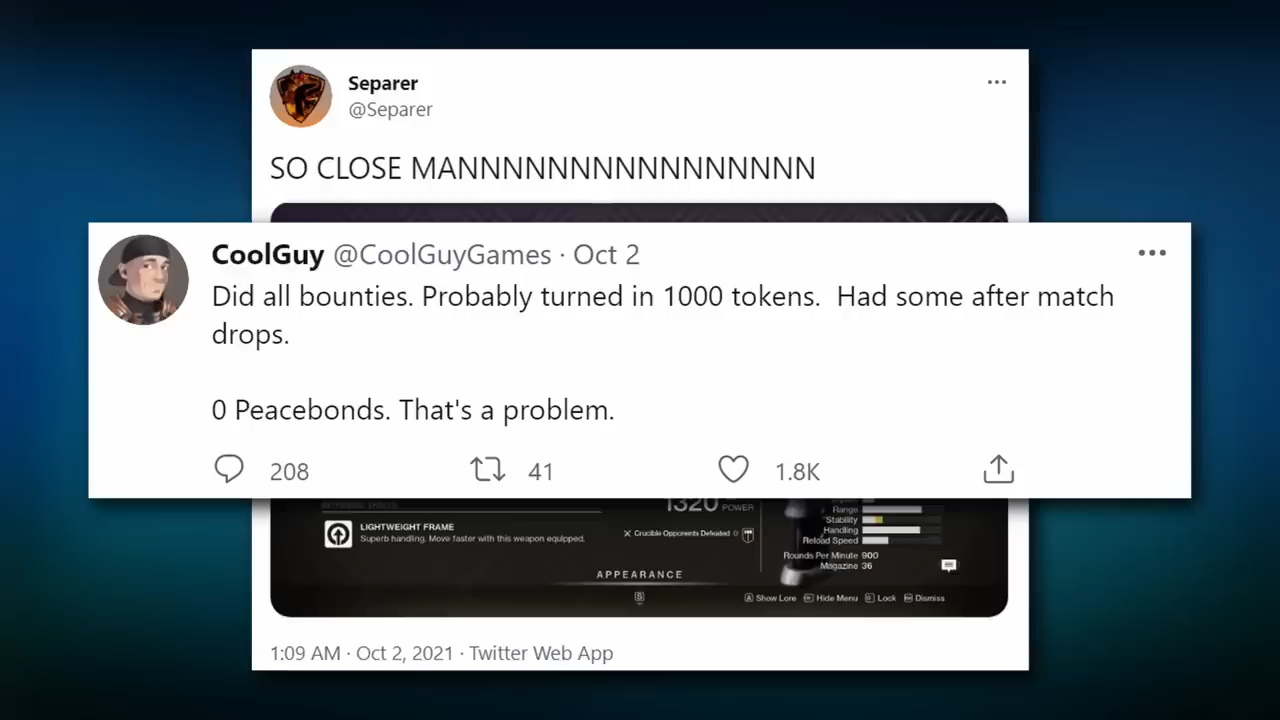 Separer
@Separer
SO CLOSE MANNNNNNNNNNNNNNNN
CoolGuy @CoolGuyGames · Oct 2
Did all bounties. Probably turned in 1000 tokens.  Had some after match
drops.
0 Peacebonds. That's a problem.
208 41 1.8K
1320 POWER
LIGHTWEIGHT FRAME
Superb handling. Move faster with this weapon equipped.
Crucible Opponents Defeated 0
Range
Stability
Handling
Reload Speed
Rounds Per Minute 900
Magazine 36
APPEARANCE
S
A Show Lore Hide Menu Lock Dismiss
1:09 AM · Oct 2, 2021 · Twitter Web App